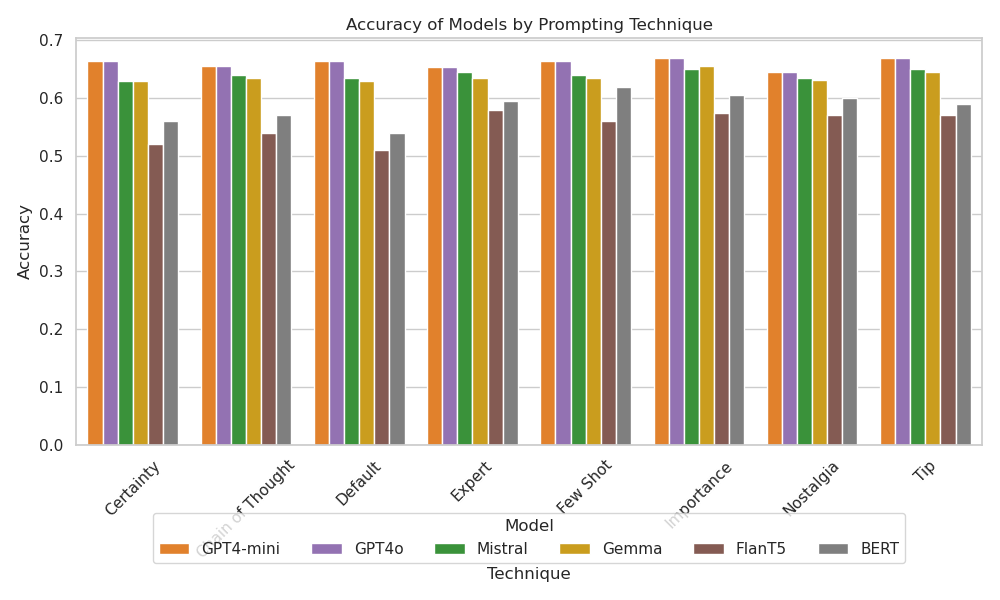 Accuracy of Models by Prompting Technique
Accuracy
0.7
0.6
0.5
0.4
0.3
0.2
0.1
0.0
Certainty
Chain of Thought
Default
Expert
Few Shot
Importance
Nostalgia
Tip
Model
GPT4-mini GPT4o Mistral Gemma FlanT5 BERT
Technique